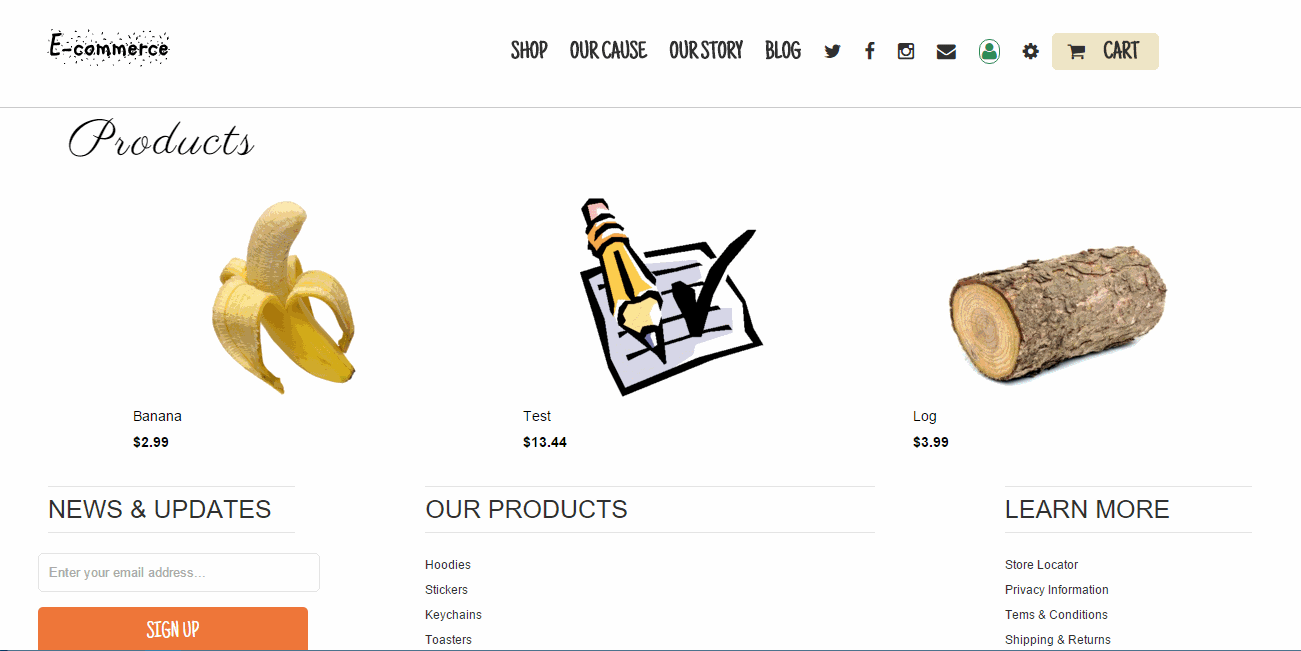 E-commerce
SHOP OUR CAUSE OUR STORY BLOG CART
Products
Banana
$2.99
Test
$13.44
Log
$3.99
NEWS & UPDATES
Enter your email address...
SIGN UP
OUR PRODUCTS
Hoodies
Stickers
Keychains
Toasters
LEARN MORE
Store Locator
Privacy Information
Tems & Conditions
Shipping & Returns